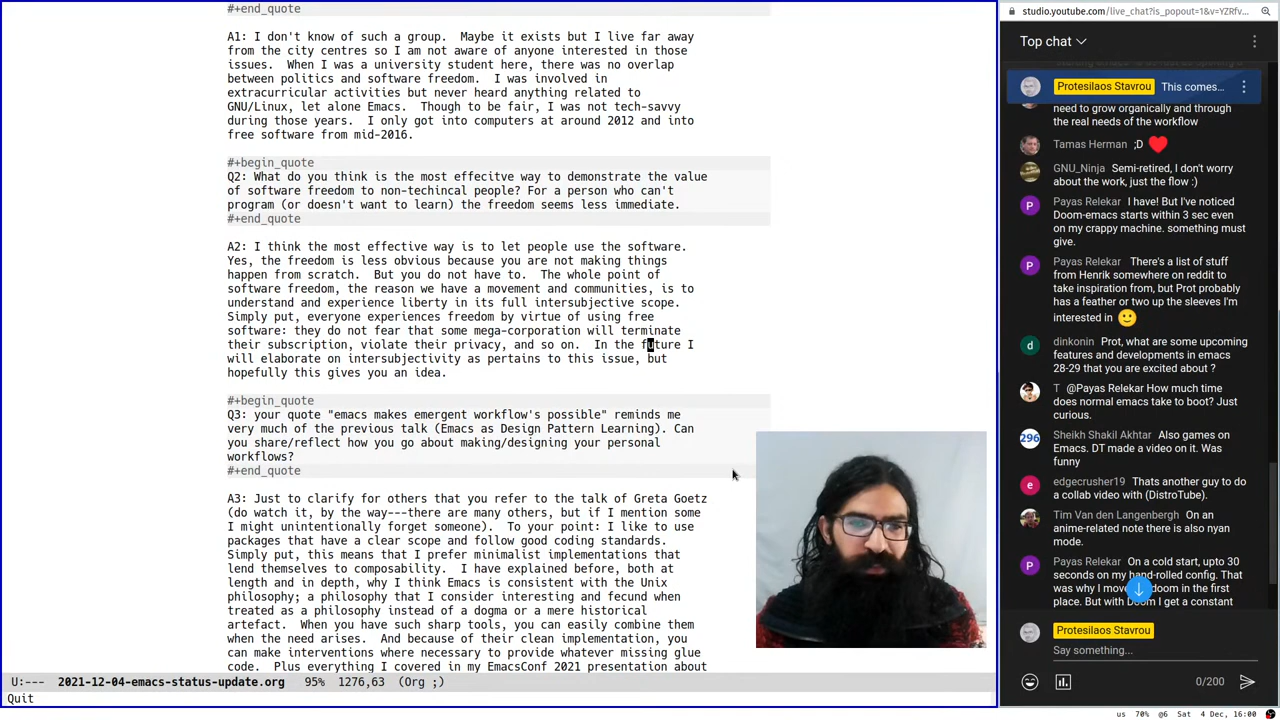 #+end_quote
A1: I don't know of such a group.  Maybe it exists but I live far away
from the city centres so I am not aware of anyone interested in those
issues.  When I was a university student here, there was no overlap
between politics and software freedom.  I was involved in
extracurricular activities but never heard anything related to
GNU/Linux, let alone Emacs.  Though to be fair, I was not tech-savvy
during those years.  I only got into computers at around 2012 and into
free software from mid-2016.
#+begin_quote
Q2: What do you think is the most effecitve way to demonstrate the value
of software freedom to non-techincal people? For a person who can't
program (or doesn't want to learn) the freedom seems less immediate.
#+end_quote
A2: I think the most effective way is to let people use the software.
Yes, the freedom is less obvious because you are not making things
happen from scratch.  But you do not have to.  The whole point of
software freedom, the reason we have a movement and communities, is to
understand and experience liberty in its full intersubjective scope.
Simply put, everyone experiences freedom by virtue of using free
software: they do not fear that some mega-corporation will terminate
their subscription, violate their privacy, and so on.  In the future I
will elaborate on intersubjectivity as pertains to this issue, but
hopefully this gives you an idea.
#+begin_quote
Q3: your quote "emacs makes emergent workflow's possible" reminds me
very much of the previous talk (Emacs as Design Pattern Learning). Can
you share/reflect how you go about making/designing your personal
workflows?
#+end_quote
A3: Just to clarify for others that you refer to the talk of Greta Goetz
(do watch it, by the way---there are many others, but if I mention some
I might unintentionally forget someone).  To your point: I like to use
packages that have a clear scope and follow good coding standards.
Simply put, this means that I prefer minimalist implementations that
lend themselves to composability.  I have explained before, both at
length and in depth, why I think Emacs is consistent with the Unix
philosophy; a philosophy that I consider interesting and fecund when
treated as a philosophy instead of a dogma or a mere historical
artefact.  When you have such sharp tools, you can easily combine them
when the need arises.  And because of their clean implementation, you
can make interventions where necessary to provide whatever missing glue
code.  Plus everything I covered in my EmacsConf 2021 presentation about
U:---  2021-12-04-emacs-status-update.org   95%  1276,63  (Org ;)
Quit
studio.youtube.com/live_chat?is_popout=1&v=YZRfv...
Top chat
Protesilaos Stavrou This comes...
need to grow organically and through
the real needs of the workflow
Tamas Herman ;D ❤️
GNU_Ninja Semi-retired, I don't worry
about the work, just the flow :)
P Payas Relekar I have! But I've noticed
Doom-emacs starts within 3 sec even
on my crappy machine. something must
give.
P Payas Relekar There's a list of stuff
from Henrik somewhere on reddit to
take inspiration from, but Prot probably
has a feather or two up the sleeves I'm
interested in 🙂
d dinkonin Prot, what are some upcoming
features and developments in emacs
28-29 that you are excited about ?
T @Payas Relekar How much time
does normal emacs take to boot? Just
curious.
296 Sheikh Shakil Akhtar Also games on
Emacs. DT made a video on it. Was
funny
e edgecrusher19 Thats another guy to do
a collab video with (DistroTube).
Tim Van den Langenbergh On an
anime-related note there is also nyan
mode.
P Payas Relekar On a cold start, upto 30
seconds on my hand-rolled config. That
was why I move doom in the first
place. But with Doom I get a constant
Protesilaos Stavrou
Say something...
0/200
us 70% @6 Sat 4 Dec, 16:00